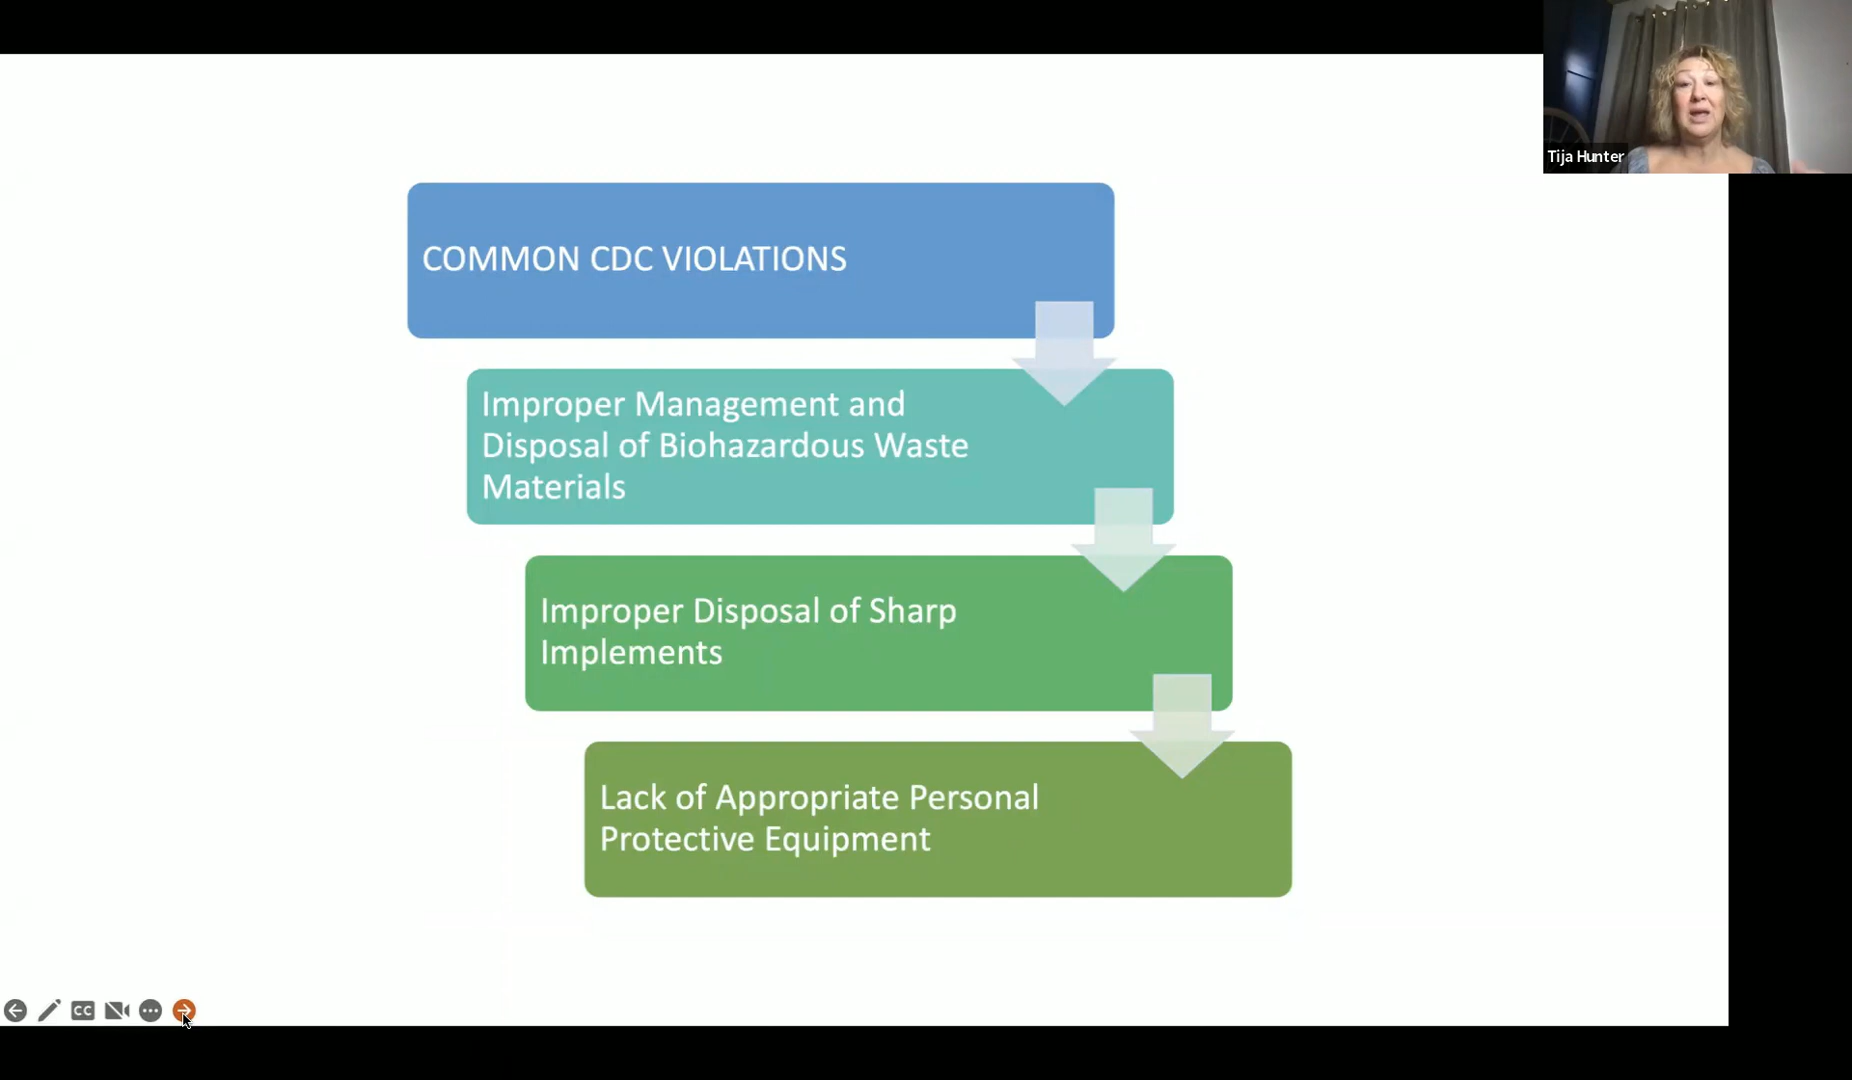 Tija Hunter
COMMON CDC VIOLATIONS
Improper Management and
Disposal of Biohazardous Waste
Materials
Improper Disposal of Sharp
Implements
Lack of Appropriate Personal
Protective Equipment
CC